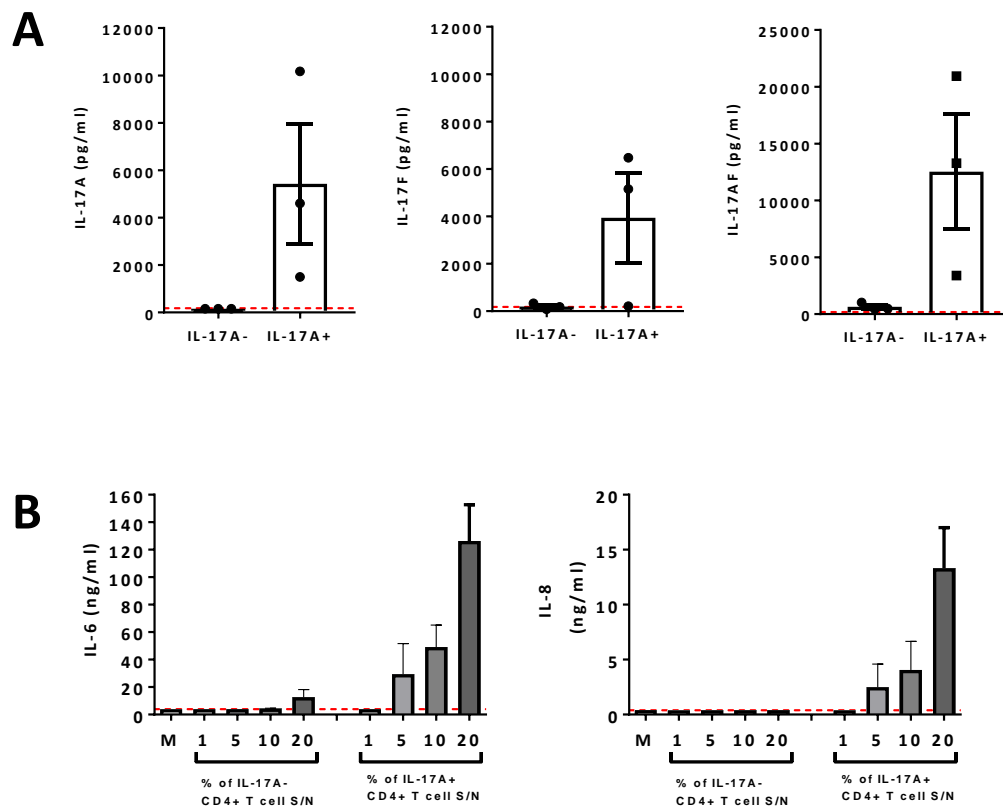 A
IL-17A (pg/ml)
12000
10000
8000
6000
4000
2000
0
IL-17A- IL-17A+
IL-17F (pg/ml)
12000
10000
8000
6000
4000
2000
0
IL-17A- IL-17A+
IL-17AF (pg/ml)
25000
20000
15000
10000
5000
0
IL-17A- IL-17A+
B
IL-6 (ng/ml)
160
140
120
100
80
60
40
20
0
M 1 5 10 20 1 5 10 20
% of IL-17A-
CD4+ T cell S/N
% of IL-17A+
CD4+ T cell S/N
IL-8
(ng/ml)
20
15
10
5
0
M 1 5 10 20 1 5 10 20
% of IL-17A-
CD4+ T cell S/N
% of IL-17A+
CD4+ T cell S/N